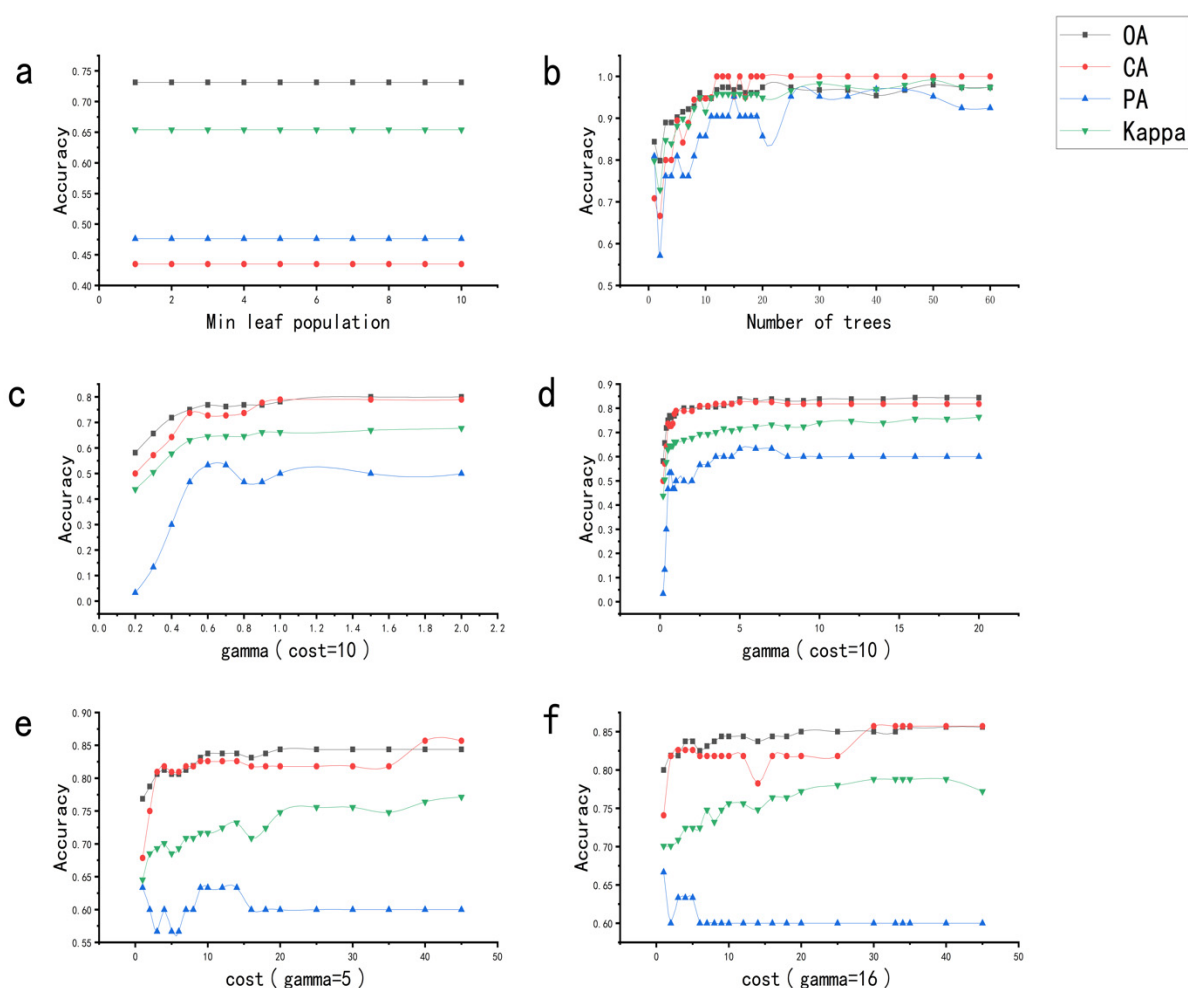 OA
CA
PA
Kappa
a
Accuracy
0.75
0.70
0.65
0.60
0.55
0.50
0.45
0.40
0 2 4 6 8 10
Min leaf population
b
Accuracy
1.0
0.9
0.8
0.7
0.6
0.5
0 10 20 30 40 50 60
Number of trees
c
Accuracy
0.8
0.7
0.6
0.5
0.4
0.3
0.2
0.1
0.0
0.0 0.2 0.4 0.6 0.8 1.0 1.2 1.4 1.6 1.8 2.0 2.2
gamma ( cost=10 )
d
Accuracy
0.9
0.8
0.7
0.6
0.5
0.4
0.3
0.2
0.1
0.0
0 5 10 15 20
gamma ( cost=10 )
e
Accuracy
0.90
0.85
0.80
0.75
0.70
0.65
0.60
0.55
0 10 20 30 40 50
cost ( gamma=5 )
f
Accuracy
0.85
0.80
0.75
0.70
0.65
0.60
0 5 10 15 20 25 30 35 40 45 50
cost ( gamma=16 )